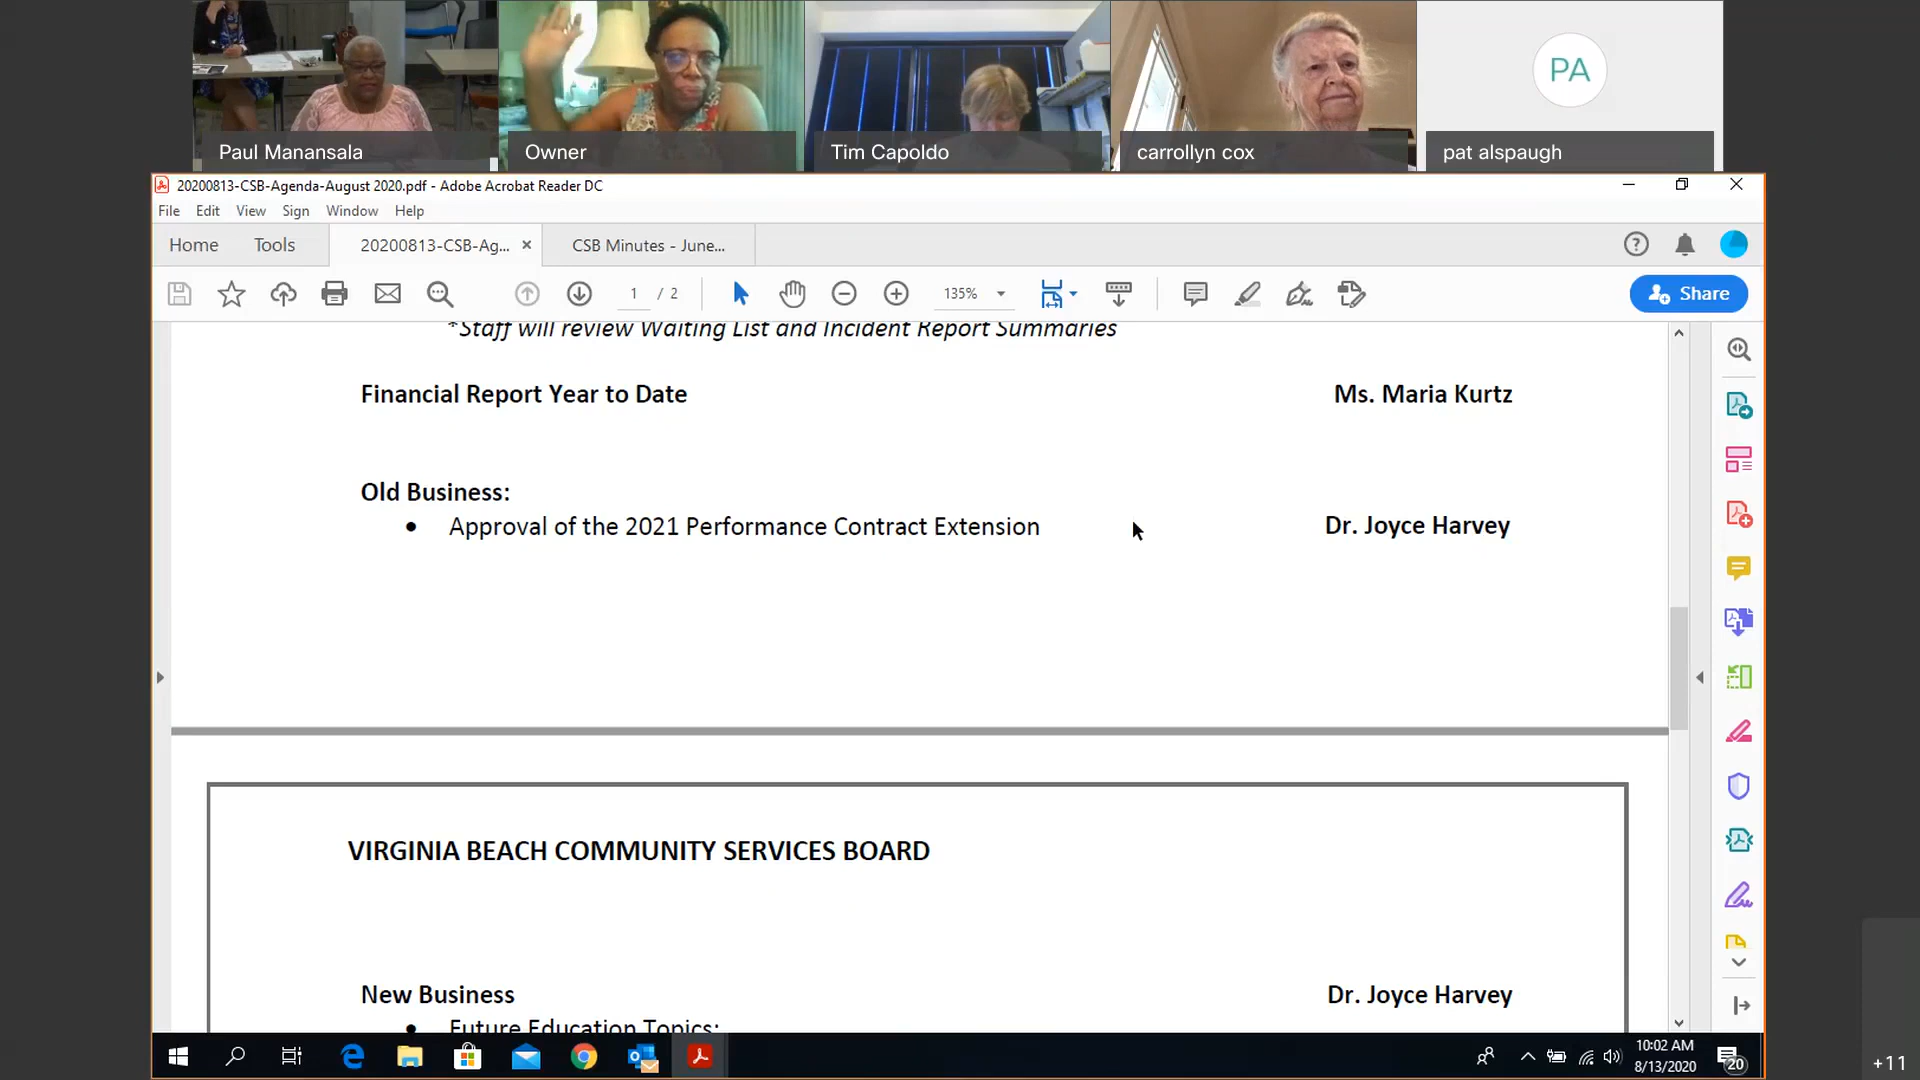 PA
Paul Manansala
Owner
Tim Capoldo
carrollyn cox
pat alspaugh
20200813-CSB-Agenda-August 2020.pdf - Adobe Acrobat Reader DC
File Edit View Sign Window Help
Home Tools 20200813-CSB-Ag... × CSB Minutes - June...
1 / 2 135% Share
*Staff will review Waiting List and Incident Report Summaries
Financial Report Year to Date Ms. Maria Kurtz
Old Business:
• Approval of the 2021 Performance Contract Extension Dr. Joyce Harvey
VIRGINIA BEACH COMMUNITY SERVICES BOARD
New Business Dr. Joyce Harvey
• Future Education Topics:
10:02 AM
8/13/2020
20
+11